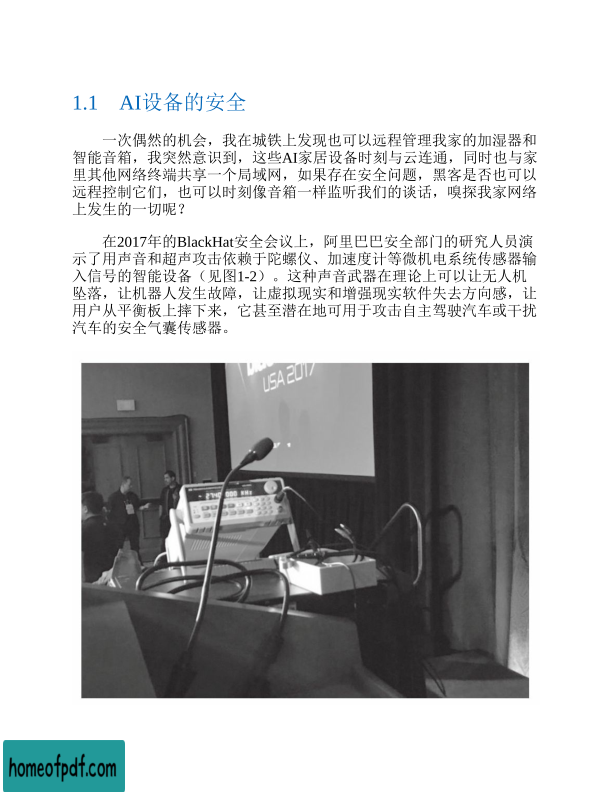 1.1 AI设备的安全
一次偶然的机会，我在城铁上发现也可以远程管理我家的加湿器和
智能音箱，我突然意识到，这些AI家居设备时刻与云连通，同时也与家
里其他网络终端共享一个局域网，如果存在安全问题，黑客是否也可以
远程控制它们，也可以时刻像音箱一样监听我们的谈话，嗅探我家网络
上发生的一切呢？
在2017年的BlackHat安全会议上，阿里巴巴安全部门的研究人员演
示了用声音和超声攻击依赖于陀螺仪、加速度计等微机电系统传感器输
入信号的智能设备（见图1-2）。这种声音武器在理论上可以让无人机
坠落，让机器人发生故障，让虚拟现实和增强现实软件失去方向感，让
用户从平衡板上摔下来，它甚至潜在地可用于攻击自主驾驶汽车或干扰
汽车的安全气囊传感器。
USA 2017
homeofpdf.com